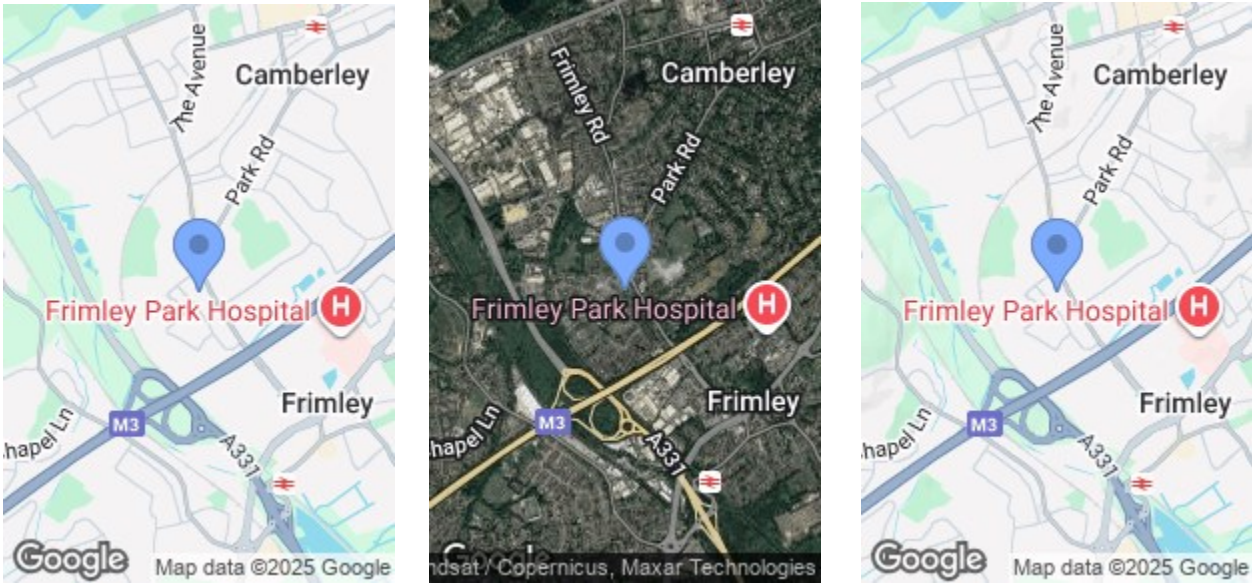 The Avenue
Camberley
Park Rd
Frimley Park Hospital
H
Frimley
M3
hapel Ln
A331
Google
Map data ©2025 Google
Frimley Rd
Camberley
Park Rd
Frimley Park Hospital
H
Frimley
M3
hapel Ln
A331
Google
ndsat / Copernicus, Maxar Technologies
The Avenue
Camberley
Park Rd
Frimley Park Hospital
H
Frimley
M3
hapel Ln
A331
Google
Map data ©2025 Google